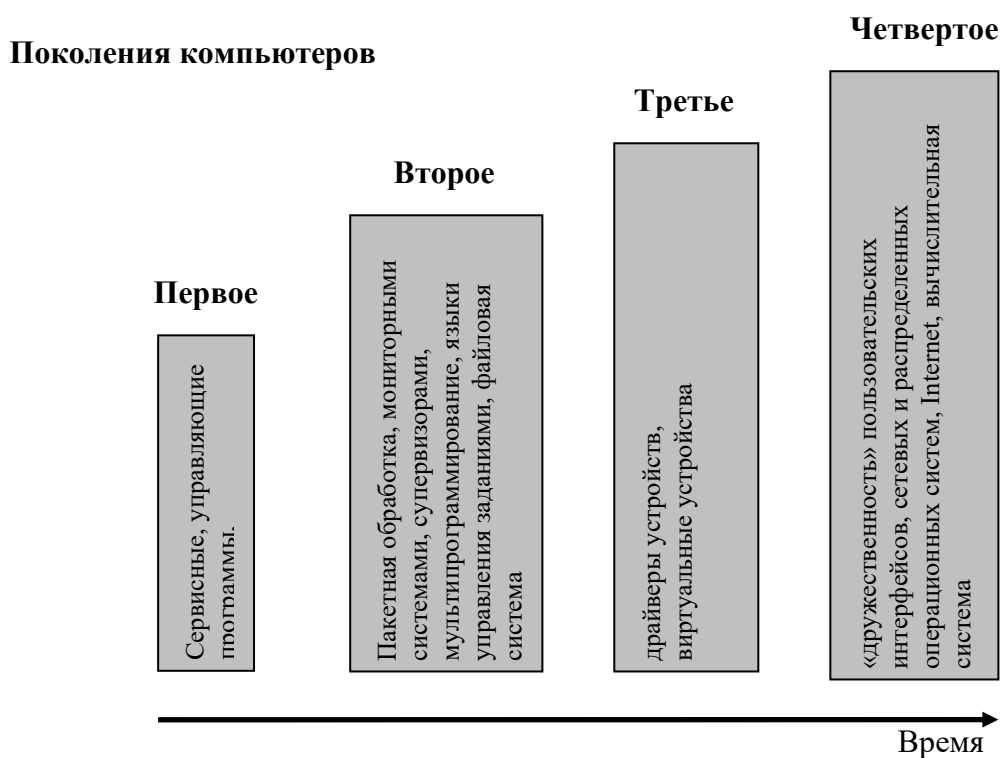 Поколения компьютеров
Первое
Сервисные, управляющие
программы.
Второе
Пакетная обработка, мониторными
системами, супервизорами,
мультипрограммирование, языки
управления заданиями, файловая
система
Третье
драйверы устройств,
виртуальные устройства
Четвертое
«дружественность» пользовательских
интерфейсов, сетевых и распределенных
операционных систем, Internet, вычислительная
система
Время